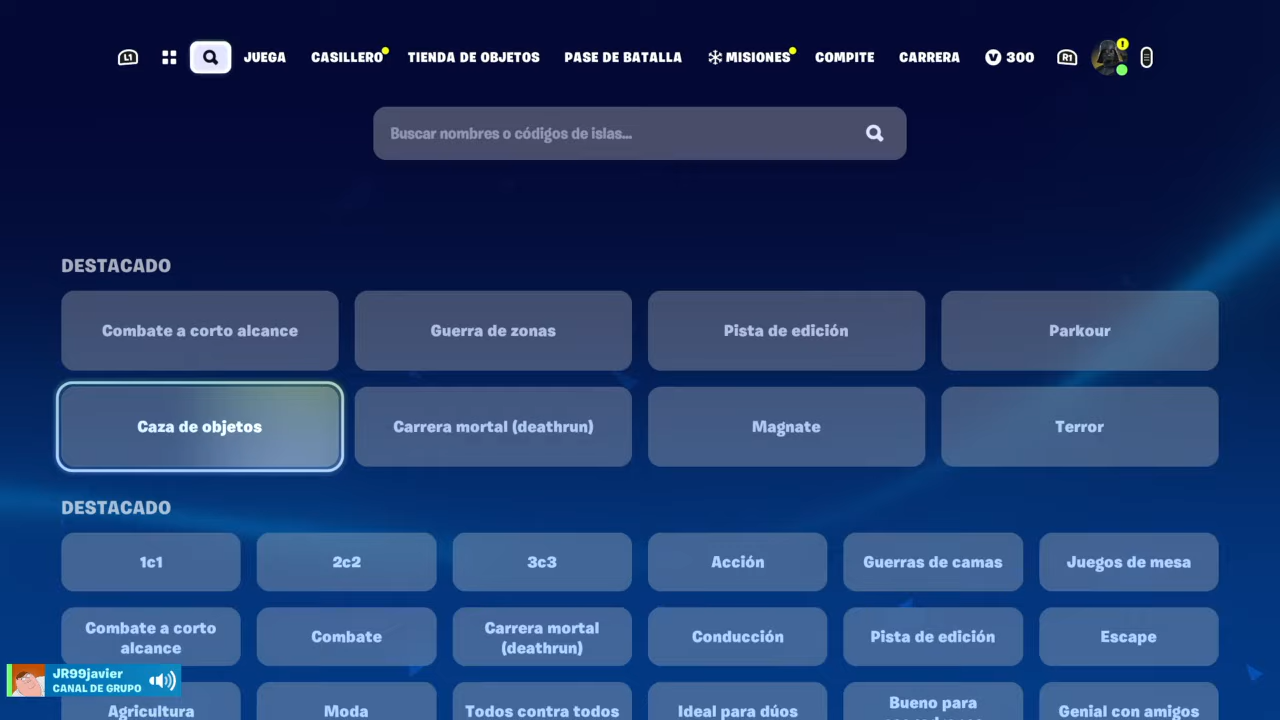 L1
JUEGA
CASILLERO
TIENDA DE OBJETOS
PASE DE BATALLA
MISIONES
COMPITE
CARRERA
V 300
R1
!
Buscar nombres o códigos de islas...
DESTACADO
Combate a corto alcance
Guerra de zonas
Pista de edición
Parkour
Caza de objetos
Carrera mortal (deathrun)
Magnate
Terror
DESTACADO
1c1
2c2
3c3
Acción
Guerras de camas
Juegos de mesa
Combate a corto
alcance
Combate
Carrera mortal
(deathrun)
Conducción
Pista de edición
Escape
JR99javier
CANAL DE GRUPO
Agricultura
Moda
Todos contra todos
Ideal para dúos
Bueno para
Genial con amigos